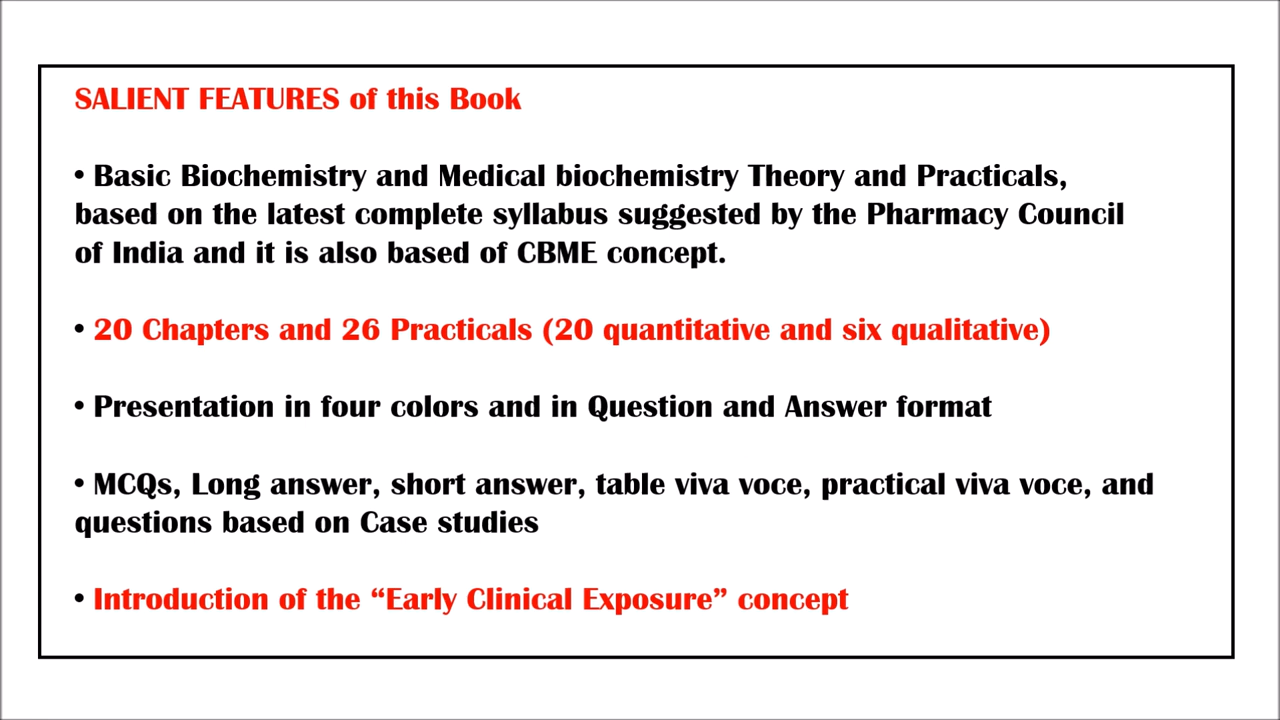 SALIENT FEATURES of this Book
• Basic Biochemistry and Medical biochemistry Theory and Practicals,
based on the latest complete syllabus suggested by the Pharmacy Council
of India and it is also based of CBME concept.
• 20 Chapters and 26 Practicals (20 quantitative and six qualitative)
• Presentation in four colors and in Question and Answer format
• MCQs, Long answer, short answer, table viva voce, practical viva voce, and
questions based on Case studies
• Introduction of the “Early Clinical Exposure” concept